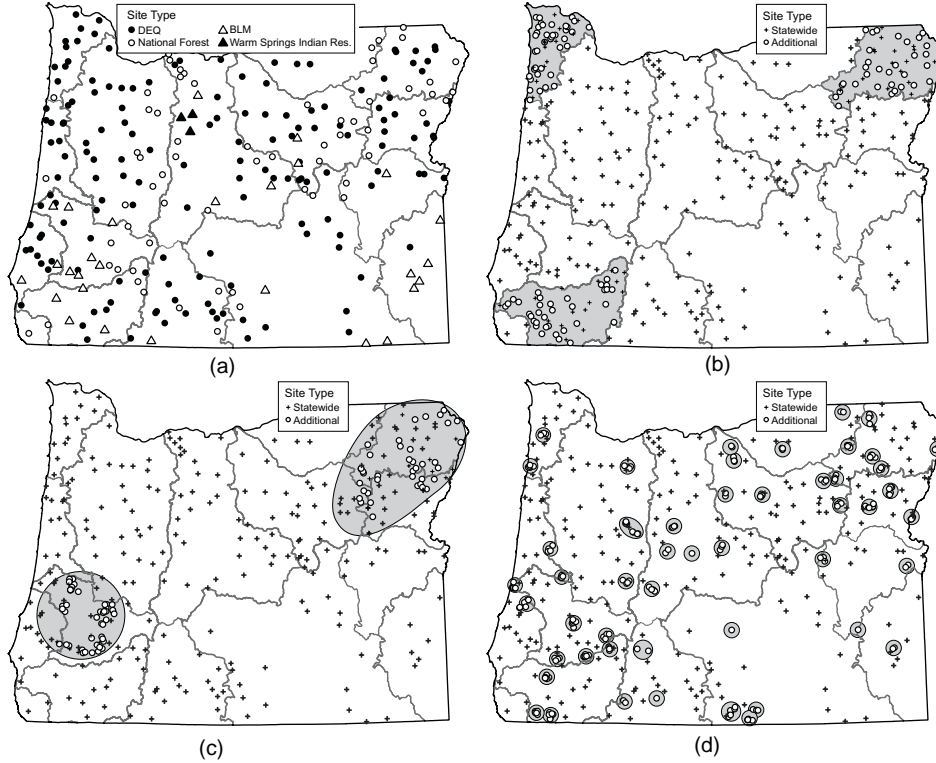 Site Type
DEQ
BLM
National Forest
Warm Springs Indian Res.
(a)
Site Type
Statewide
Additional
(b)
Site Type
Statewide
Additional
(c)
Site Type
Statewide
Additional
(d)